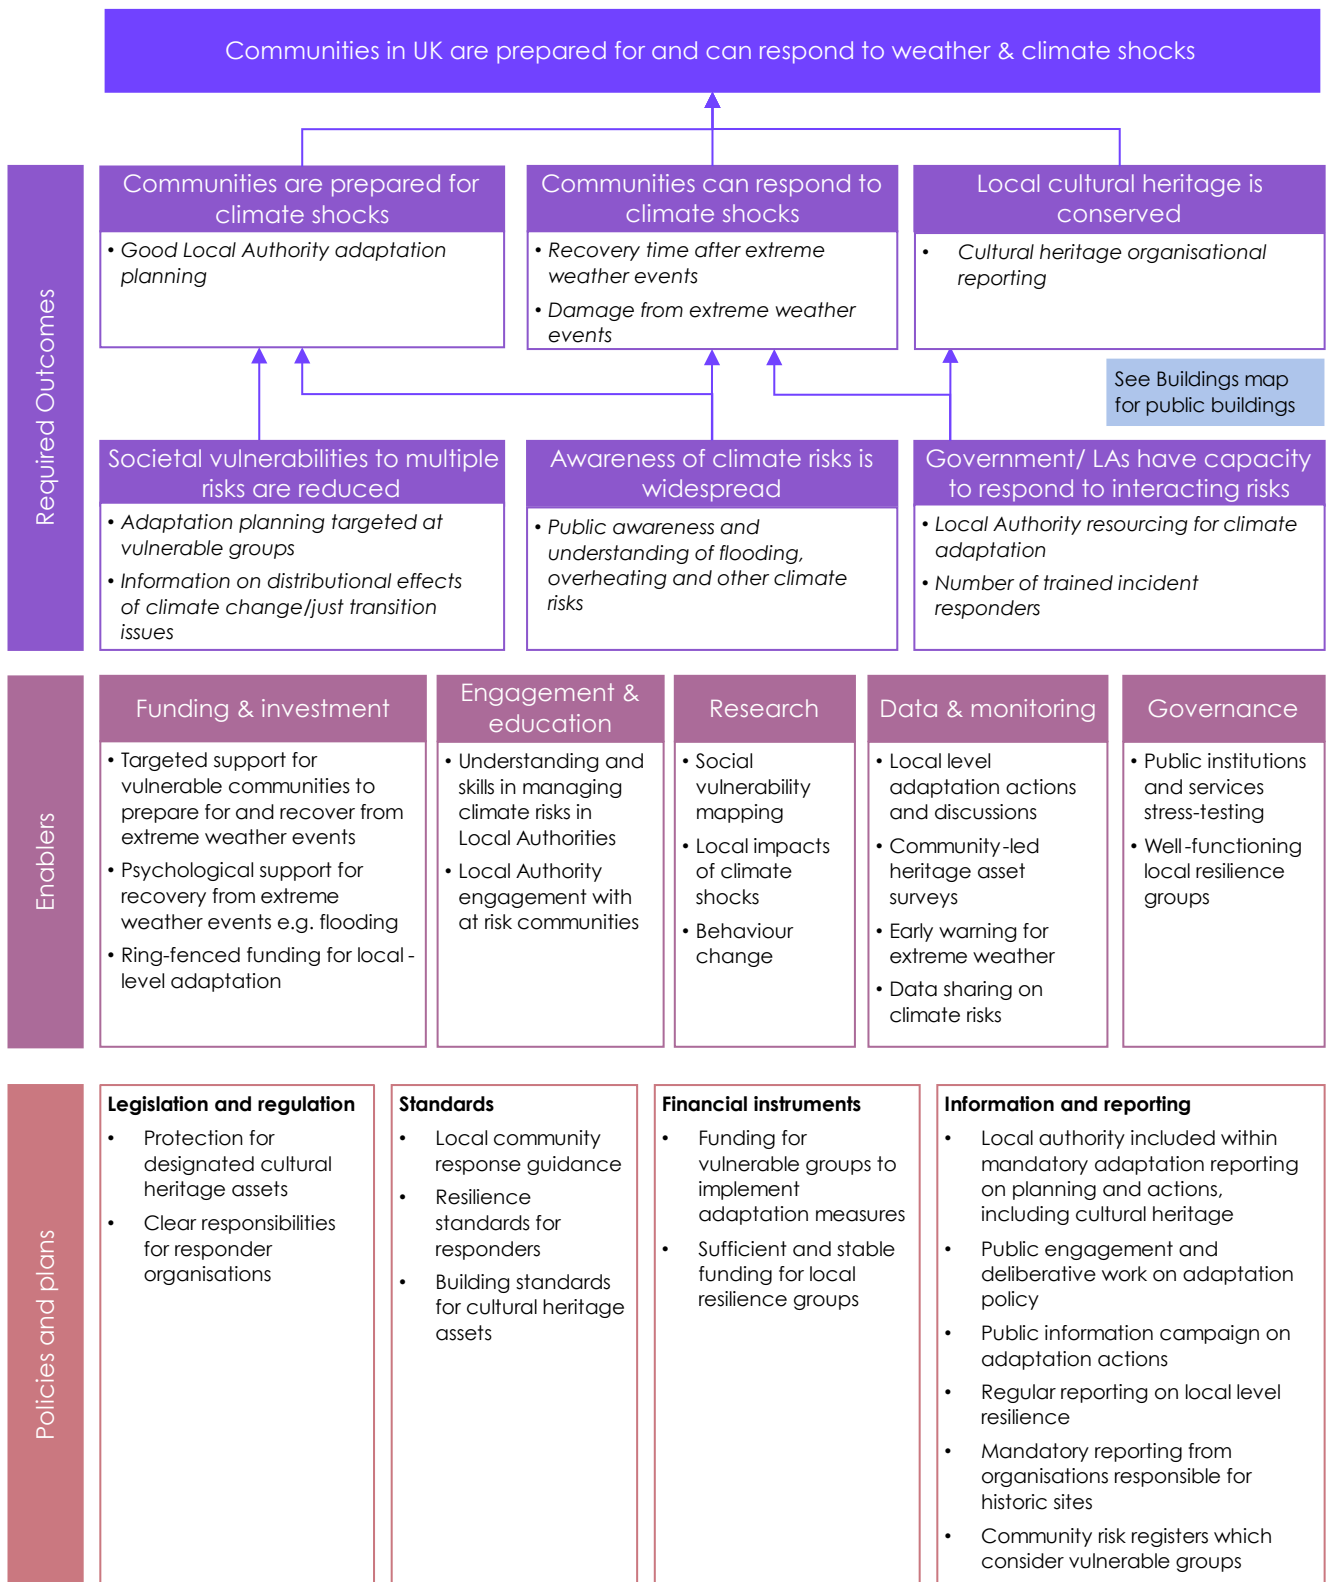 Communities in UK are prepared for and can respond to weather & climate shocks
Required Outcomes
Communities are prepared for
climate shocks
• Good Local Authority adaptation
planning
Communities can respond to
climate shocks
• Recovery time after extreme
weather events
• Damage from extreme weather
events
Local cultural heritage is
conserved
• Cultural heritage organisational
reporting
See Buildings map
for public buildings
Societal vulnerabilities to multiple
risks are reduced
• Adaptation planning targeted at
vulnerable groups
• Information on distributional effects
of climate change/just transition
issues
Awareness of climate risks is
widespread
• Public awareness and
understanding of flooding,
overheating and other climate
risks
Government/ LAs have capacity
to respond to interacting risks
• Local Authority resourcing for climate
adaptation
• Number of trained incident
responders
Enablers
Funding & investment
• Targeted support for
vulnerable communities to
prepare for and recover from
extreme weather events
• Psychological support for
recovery from extreme
weather events e.g. flooding
• Ring-fenced funding for local-
level adaptation
Engagement &
education
• Understanding and
skills in managing
climate risks in
Local Authorities
• Local Authority
engagement with
at risk communities
Research
• Social
vulnerability
mapping
• Local impacts
of climate
shocks
• Behaviour
change
Data & monitoring
• Local level
adaptation actions
and discussions
• Community-led
heritage asset
surveys
• Early warning for
extreme weather
• Data sharing on
climate risks
Governance
• Public institutions
and services
stress-testing
• Well-functioning
local resilience
groups
Policies and plans
Legislation and regulation
• Protection for
designated cultural
heritage assets
• Clear responsibilities
for responder
organisations
Standards
• Local community
response guidance
• Resilience
standards for
responders
• Building standards
for cultural heritage
assets
Financial instruments
• Funding for
vulnerable groups to
implement
adaptation measures
• Sufficient and stable
funding for local
resilience groups
Information and reporting
• Local authority included within
mandatory adaptation reporting
on planning and actions,
including cultural heritage
• Public engagement and
deliberative work on adaptation
policy
• Public information campaign on
adaptation actions
• Regular reporting on local level
resilience
• Mandatory reporting from
organisations responsible for
historic sites
• Community risk registers which
consider vulnerable groups